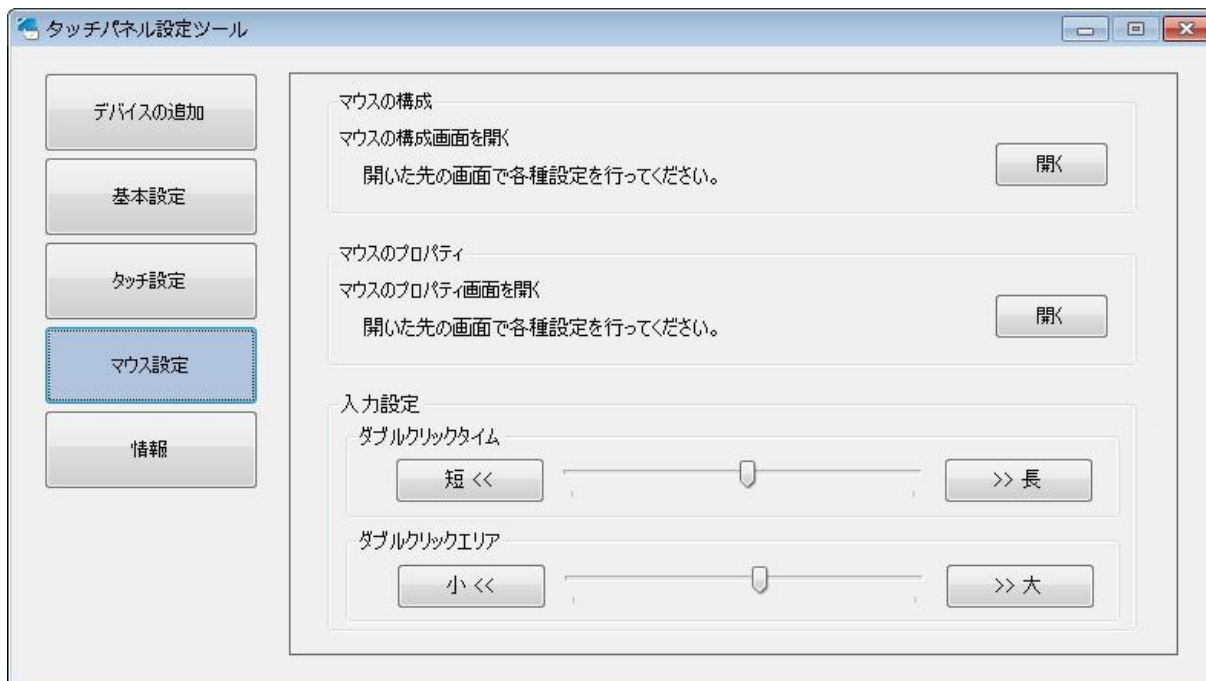 タッチパネル設定ツール
デバイスの追加
基本設定
タッチ設定
マウス設定
情報
マウスの構成
マウスの構成画面を開く
開いた先の画面で各種設定を行ってください。
開く
マウスのプロパティ
マウスのプロパティ画面を開く
開いた先の画面で各種設定を行ってください。
開く
入力設定
ダブルクリックタイム
短 <<
>> 長
ダブルクリックエリア
小 <<
>> 大